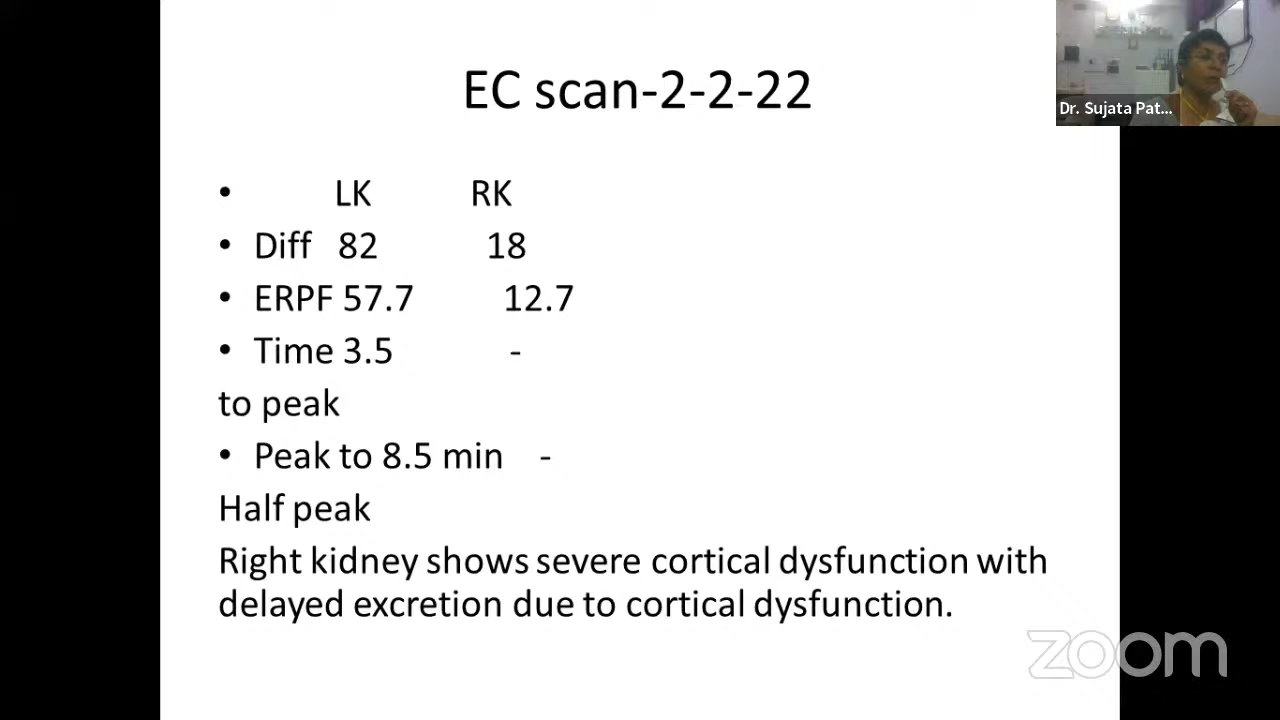 EC scan-2-2-22
Dr. Sujata Pat...
• LK RK
• Diff 82 18
• ERPF 57.7 12.7
• Time 3.5 -
to peak
• Peak to 8.5 min -
Half peak
Right kidney shows severe cortical dysfunction with
delayed excretion due to cortical dysfunction.
zoom